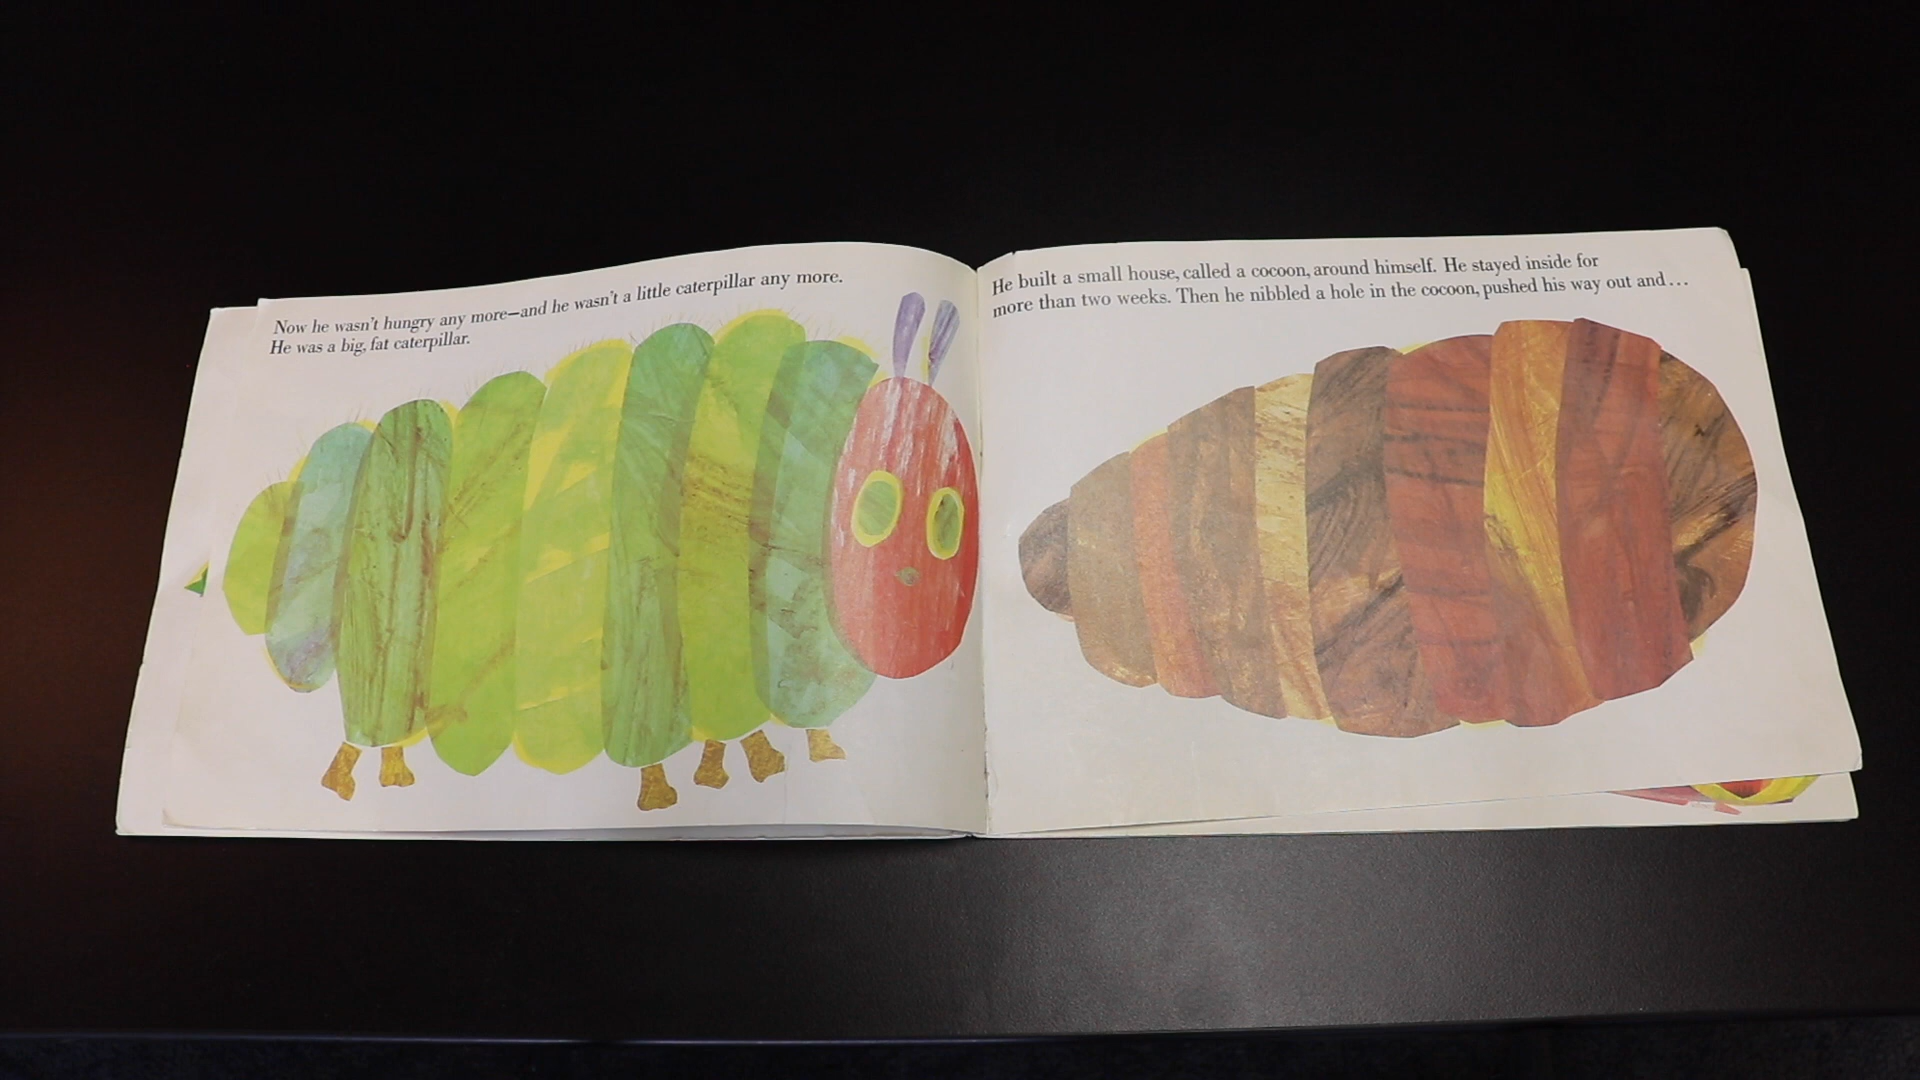 Now he wasn't hungry any more—and he wasn't a little caterpillar any more.
He was a big, fat caterpillar.
He built a small house, called a cocoon, around himself. He stayed inside for
more than two weeks. Then he nibbled a hole in the cocoon, pushed his way out and...